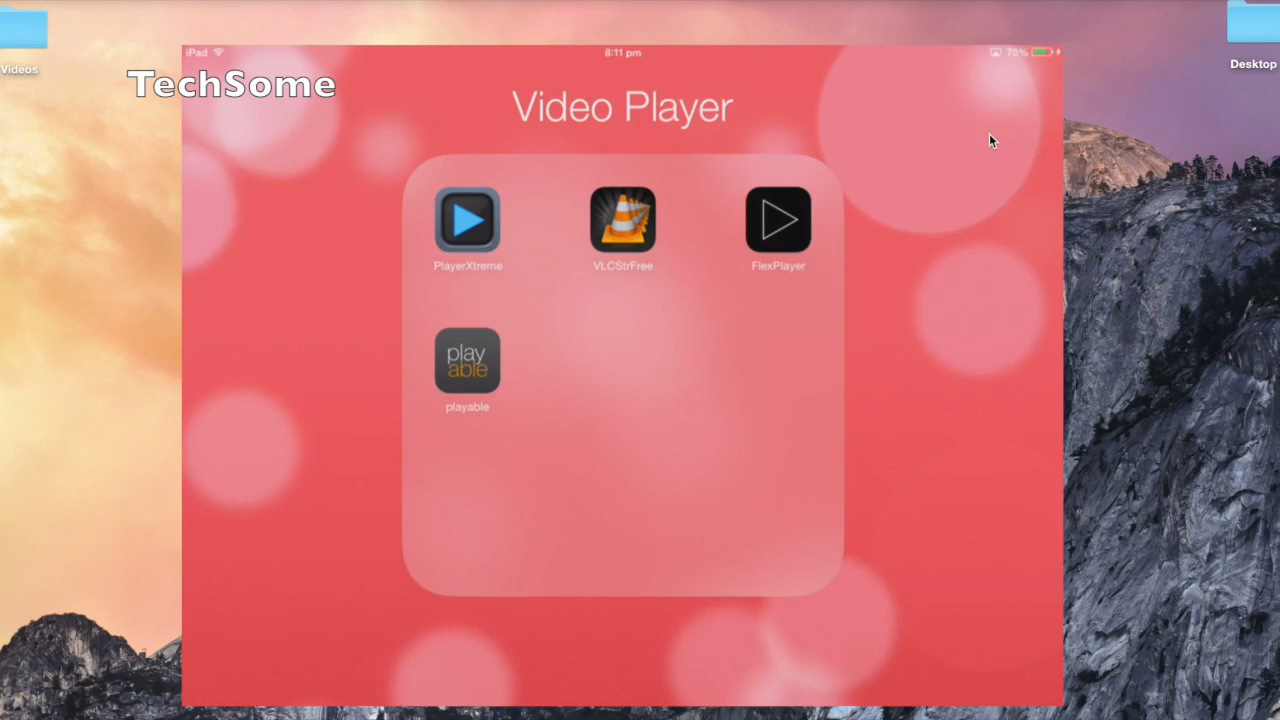 iPad 8:11 pm 70%
Videos
Desktop
TechSome
Video Player
PlayerXtreme VLCStrFree FlexPlayer
play
able
playable